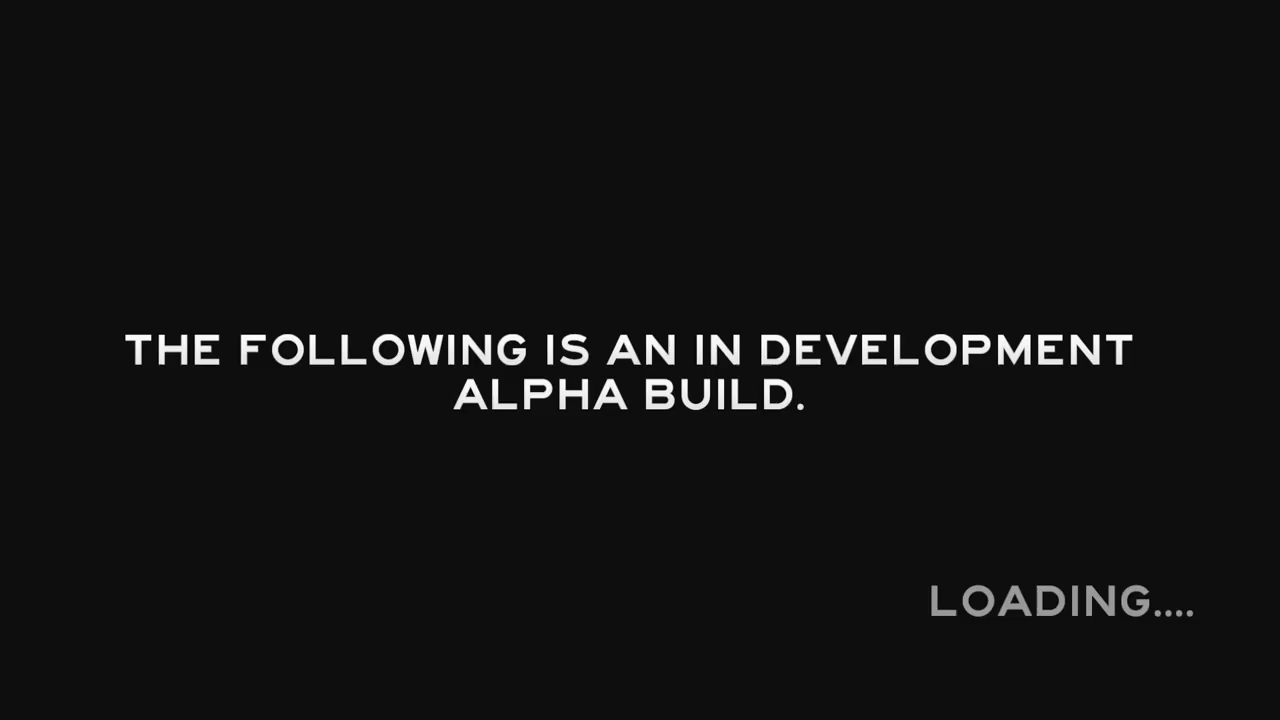 THE FOLLOWING IS AN IN DEVELOPMENT
ALPHA BUILD.
LOADING....